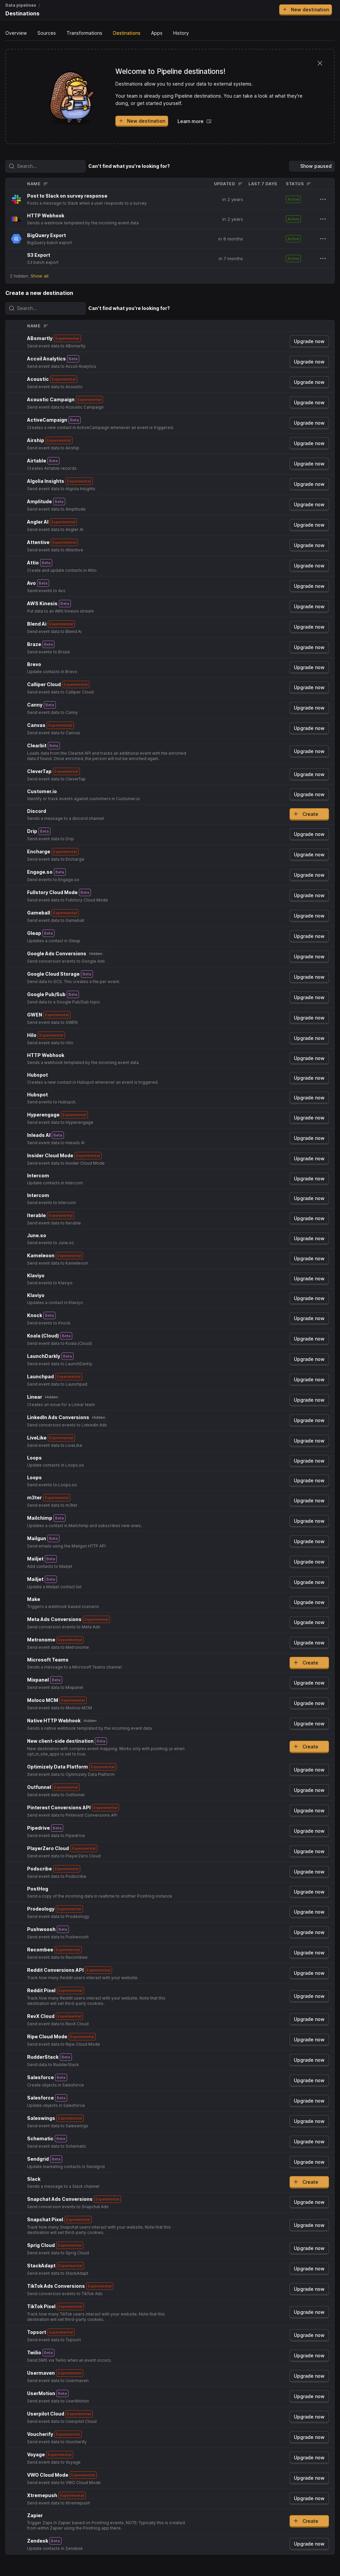 Data pipelines /
Destinations
+ New destination
Overview
Sources
Transformations
Destinations
Apps
History
Welcome to Pipeline destinations!
Destinations allow you to send your data to external systems.
Your team is already using Pipeline destinations. You can take a look at what they're
doing, or get started yourself.
+ New destination
Learn more
Search...
Can't find what you're looking for?
Show paused
NAME
UPDATED
LAST 7 DAYS
STATUS
Post to Slack on survey response
Posts a message to Slack when a user responds to a survey
in 2 years
Active
HTTP Webhook
Sends a webhook templated by the incoming event data
in 2 years
Active
BigQuery Export
BigQuery batch export
in 6 months
Active
S3 Export
S3 batch export
in 7 months
Active
2 hidden. Show all
Create a new destination
Search...
Can't find what you're looking for?
NAME
ABsmartly Experimental
Send event data to ABsmartly
Upgrade now
Accoil Analytics Beta
Send event data to Accoil Analytics
Upgrade now
Acoustic Experimental
Send event data to Acoustic
Upgrade now
Acoustic Campaign Experimental
Send event data to Acoustic Campaign
Upgrade now
ActiveCampaign Beta
Creates a new contact in ActiveCampaign whenever an event is triggered.
Upgrade now
Airship Experimental
Send event data to Airship
Upgrade now
Airtable Beta
Creates Airtable records
Upgrade now
Algolia Insights Experimental
Send event data to Algolia Insights
Upgrade now
Amplitude Beta
Send event data to Amplitude
Upgrade now
Angler AI Experimental
Send event data to Angler AI
Upgrade now
Attentive Experimental
Send event data to Attentive
Upgrade now
Attio Beta
Create and update contacts in Attio
Upgrade now
Avo Beta
Send events to Avo
Upgrade now
AWS Kinesis Beta
Put data to an AWS Kinesis stream
Upgrade now
Blend Ai Experimental
Send event data to Blend Ai
Upgrade now
Braze Beta
Send events to Braze
Upgrade now
Brevo
Update contacts in Brevo
Upgrade now
Calliper Cloud Experimental
Send event data to Calliper Cloud
Upgrade now
Canny Beta
Send event data to Canny
Upgrade now
Canvas Experimental
Send event data to Canvas
Upgrade now
Clearbit Beta
Loads data from the Clearbit API and tracks an additional event with the enriched
data if found. Once enriched, the person will not be enriched again.
Upgrade now
CleverTap Experimental
Send event data to CleverTap
Upgrade now
Customer.io
Identify or track events against customers in Customer.io
Upgrade now
Discord
Sends a message to a discord channel
+ Create
Drip Beta
Send event data to Drip
Upgrade now
Encharge Experimental
Send event data to Encharge
Upgrade now
Engage.so Beta
Send events to Engage.so
Upgrade now
Fullstory Cloud Mode Beta
Send event data to Fullstory Cloud Mode
Upgrade now
Gameball Experimental
Send event data to Gameball
Upgrade now
Gleap Beta
Updates a contact in Gleap
Upgrade now
Google Ads Conversions Hidden
Send conversion events to Google Ads
Upgrade now
Google Cloud Storage Beta
Send data to GCS. This creates a file per event.
Upgrade now
Google Pub/Sub Beta
Send data to a Google Pub/Sub topic
Upgrade now
GWEN Experimental
Send event data to GWEN
Upgrade now
Hilo Experimental
Send event data to Hilo
Upgrade now
HTTP Webhook
Sends a webhook templated by the incoming event data
Upgrade now
Hubspot
Creates a new contact in Hubspot whenever an event is triggered.
Upgrade now
Hubspot
Send events to Hubspot.
Upgrade now
Hyperengage Experimental
Send event data to Hyperengage
Upgrade now
Inleads AI Beta
Send event data to Inleads AI
Upgrade now
Insider Cloud Mode Experimental
Send event data to Insider Cloud Mode
Upgrade now
Intercom
Update contacts in Intercom
Upgrade now
Intercom
Send events to Intercom
Upgrade now
Iterable Experimental
Send event data to Iterable
Upgrade now
June.so
Send events to June.so
Upgrade now
Kameleoon Experimental
Send event data to Kameleoon
Upgrade now
Klaviyo
Send events to Klaviyo
Upgrade now
Klaviyo
Updates a contact in Klaviyo
Upgrade now
Knock Beta
Send events to Knock
Upgrade now
Koala (Cloud) Beta
Send event data to Koala (Cloud)
Upgrade now
LaunchDarkly Beta
Send event data to LaunchDarkly
Upgrade now
Launchpad Experimental
Send event data to Launchpad
Upgrade now
Linear Hidden
Creates an issue for a Linear team
Upgrade now
LinkedIn Ads Conversions Hidden
Send conversion events to LinkedIn Ads
Upgrade now
LiveLike Experimental
Send event data to LiveLike
Upgrade now
Loops
Update contacts in Loops.so
Upgrade now
Loops
Send events to Loops.so
Upgrade now
m3ter Experimental
Send event data to m3ter
Upgrade now
Mailchimp Beta
Updates a contact in Mailchimp and subscribes new ones.
Upgrade now
Mailgun Beta
Send emails using the Mailgun HTTP API
Upgrade now
Mailjet Beta
Add contacts to Mailjet
Upgrade now
Mailjet Beta
Update a Mailjet contact list
Upgrade now
Make
Triggers a webhook based scenario
Upgrade now
Meta Ads Conversions Experimental
Send conversion events to Meta Ads
Upgrade now
Metronome Experimental
Send event data to Metronome
Upgrade now
Microsoft Teams
Sends a message to a Microsoft Teams channel
+ Create
Mixpanel Beta
Send event data to Mixpanel
Upgrade now
Moloco MCM Experimental
Send event data to Moloco MCM
Upgrade now
Native HTTP Webhook Hidden
Sends a native webhook templated by the incoming event data
Upgrade now
New client-side destination Beta
New destination with complex event mapping. Works only with posthog-js when
opt_in_site_apps is set to true.
+ Create
Optimizely Data Platform Experimental
Send event data to Optimizely Data Platform
Upgrade now
Outfunnel Experimental
Send event data to Outfunnel
Upgrade now
Pinterest Conversions API Experimental
Send event data to Pinterest Conversions API
Upgrade now
Pipedrive Beta
Send event data to Pipedrive
Upgrade now
PlayerZero Cloud Experimental
Send event data to PlayerZero Cloud
Upgrade now
Podscribe Experimental
Send event data to Podscribe
Upgrade now
PostHog
Send a copy of the incoming data in realtime to another PostHog instance
Upgrade now
Prodeology Experimental
Send event data to Prodeology
Upgrade now
Pushwoosh Beta
Send event data to Pushwoosh
Upgrade now
Recombee Experimental
Send event data to Recombee
Upgrade now
Reddit Conversions API Experimental
Track how many Reddit users interact with your website.
Upgrade now
Reddit Pixel Experimental
Track how many Reddit users interact with your website. Note that this
destination will set third-party cookies.
Upgrade now
RevX Cloud Experimental
Send event data to RevX Cloud
Upgrade now
Ripe Cloud Mode Experimental
Send event data to Ripe Cloud Mode
Upgrade now
RudderStack Beta
Send data to RudderStack
Upgrade now
Salesforce Beta
Create objects in Salesforce
Upgrade now
Salesforce Beta
Update objects in Salesforce
Upgrade now
Saleswings Experimental
Send event data to Saleswings
Upgrade now
Schematic Beta
Send event data to Schematic
Upgrade now
Sendgrid Beta
Update marketing contacts in Sendgrid
Upgrade now
Slack
Sends a message to a Slack channel
+ Create
Snapchat Ads Conversions Experimental
Send conversion events to Snapchat Ads
Upgrade now
Snapchat Pixel Experimental
Track how many Snapchat users interact with your website. Note that this
destination will set third-party cookies.
Upgrade now
Sprig Cloud Experimental
Send event data to Sprig Cloud
Upgrade now
StackAdapt Experimental
Send event data to StackAdapt
Upgrade now
TikTok Ads Conversions Experimental
Send conversion events to TikTok Ads
Upgrade now
TikTok Pixel Experimental
Track how many TikTok users interact with your website. Note that this
destination will set third-party cookies.
Upgrade now
Topsort Experimental
Send event data to Topsort
Upgrade now
Twilio Beta
Send SMS via Twilio when an event occurs.
Upgrade now
Usermaven Experimental
Send event data to Usermaven
Upgrade now
UserMotion Beta
Send event data to UserMotion
Upgrade now
Userpilot Cloud Experimental
Send event data to Userpilot Cloud
Upgrade now
Voucherify Experimental
Send event data to Voucherify
Upgrade now
Voyage Experimental
Send event data to Voyage
Upgrade now
VWO Cloud Mode Experimental
Send event data to VWO Cloud Mode
Upgrade now
Xtremepush Experimental
Send event data to Xtremepush
Upgrade now
Zapier
Trigger Zaps in Zapier based on PostHog events. NOTE: Typically this is created
from within Zapier using the PostHog app there.
+ Create
Zendesk Beta
Update contacts in Zendesk
Upgrade now